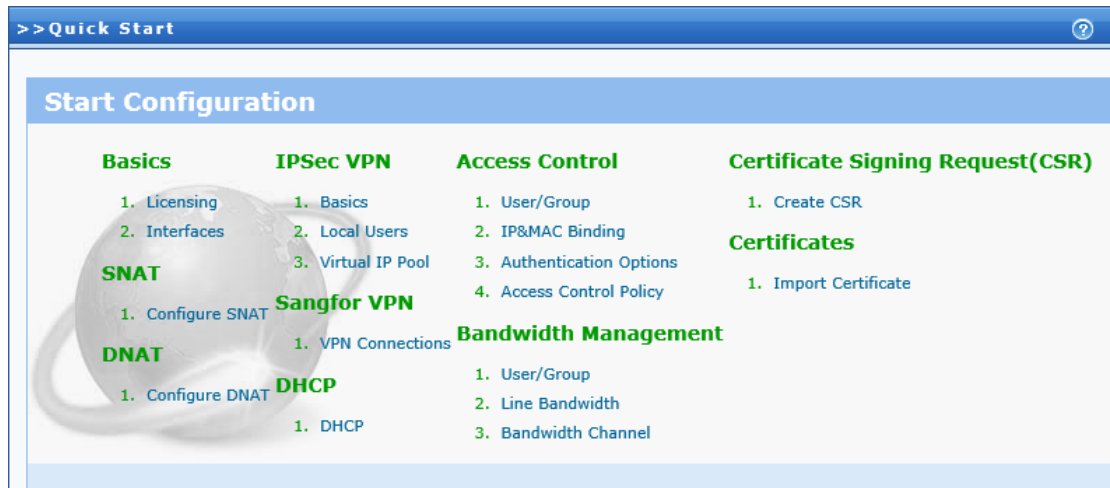 >>Quick Start
Start Configuration
Basics
1. Licensing
2. Interfaces
SNAT
1. Configure SNAT
DNAT
1. Configure DNAT
IPSec VPN
1. Basics
2. Local Users
3. Virtual IP Pool
Sangfor VPN
1. VPN Connections
DHCP
1. DHCP
Access Control
1. User/Group
2. IP&MAC Binding
3. Authentication Options
4. Access Control Policy
Bandwidth Management
1. User/Group
2. Line Bandwidth
3. Bandwidth Channel
Certificate Signing Request(CSR)
1. Create CSR
Certificates
1. Import Certificate